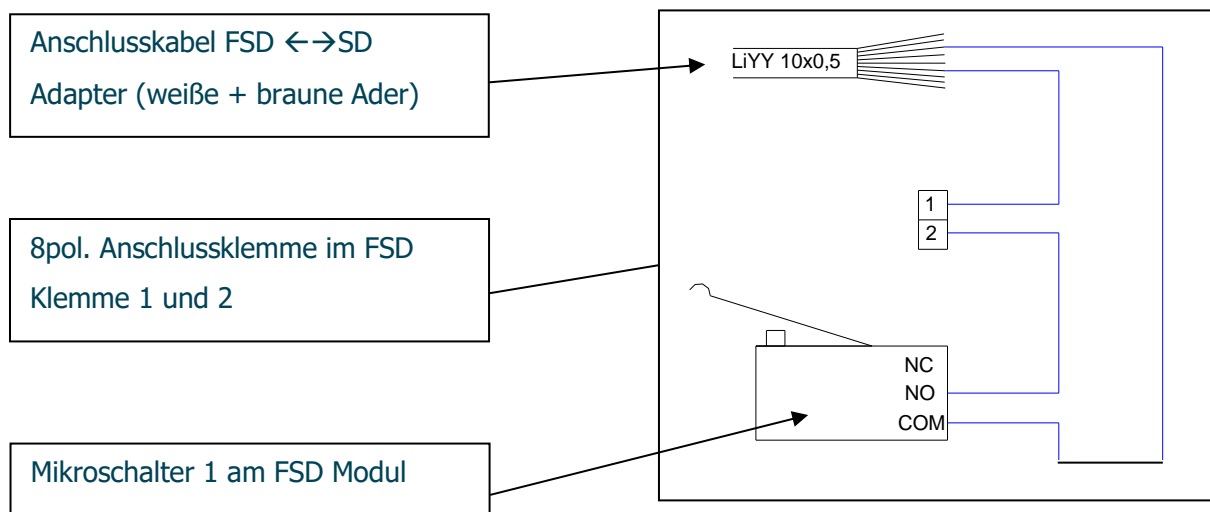 Anschlusskabel FSD ←→SD
Adapter (weiße + braune Ader)
LiYY 10x0,5
8pol. Anschlussklemme im FSD
Klemme 1 und 2
1
2
NC
NO
COM
Mikroschalter 1 am FSD Modul